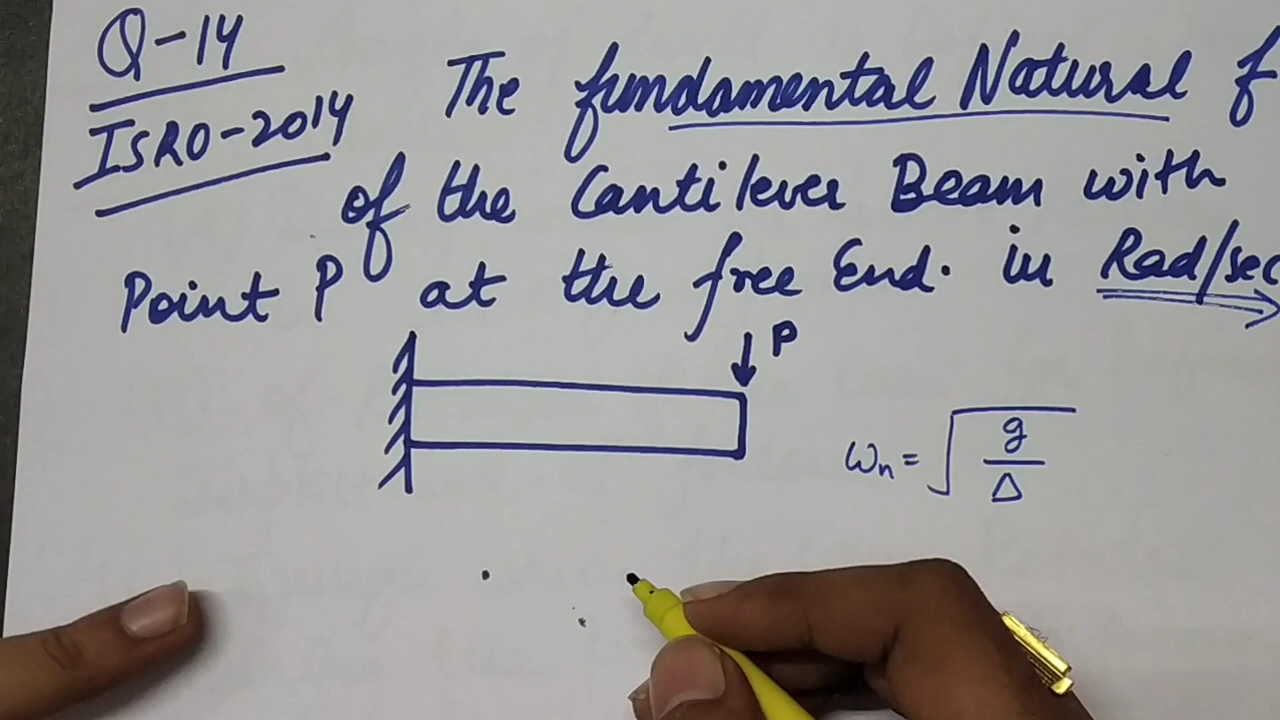 Q-14
ISRO-2014
The fundamental Natural f
of the Cantilever Beam with
Point P at the free End. in Rad/sec
P
ωn = √g/Δ